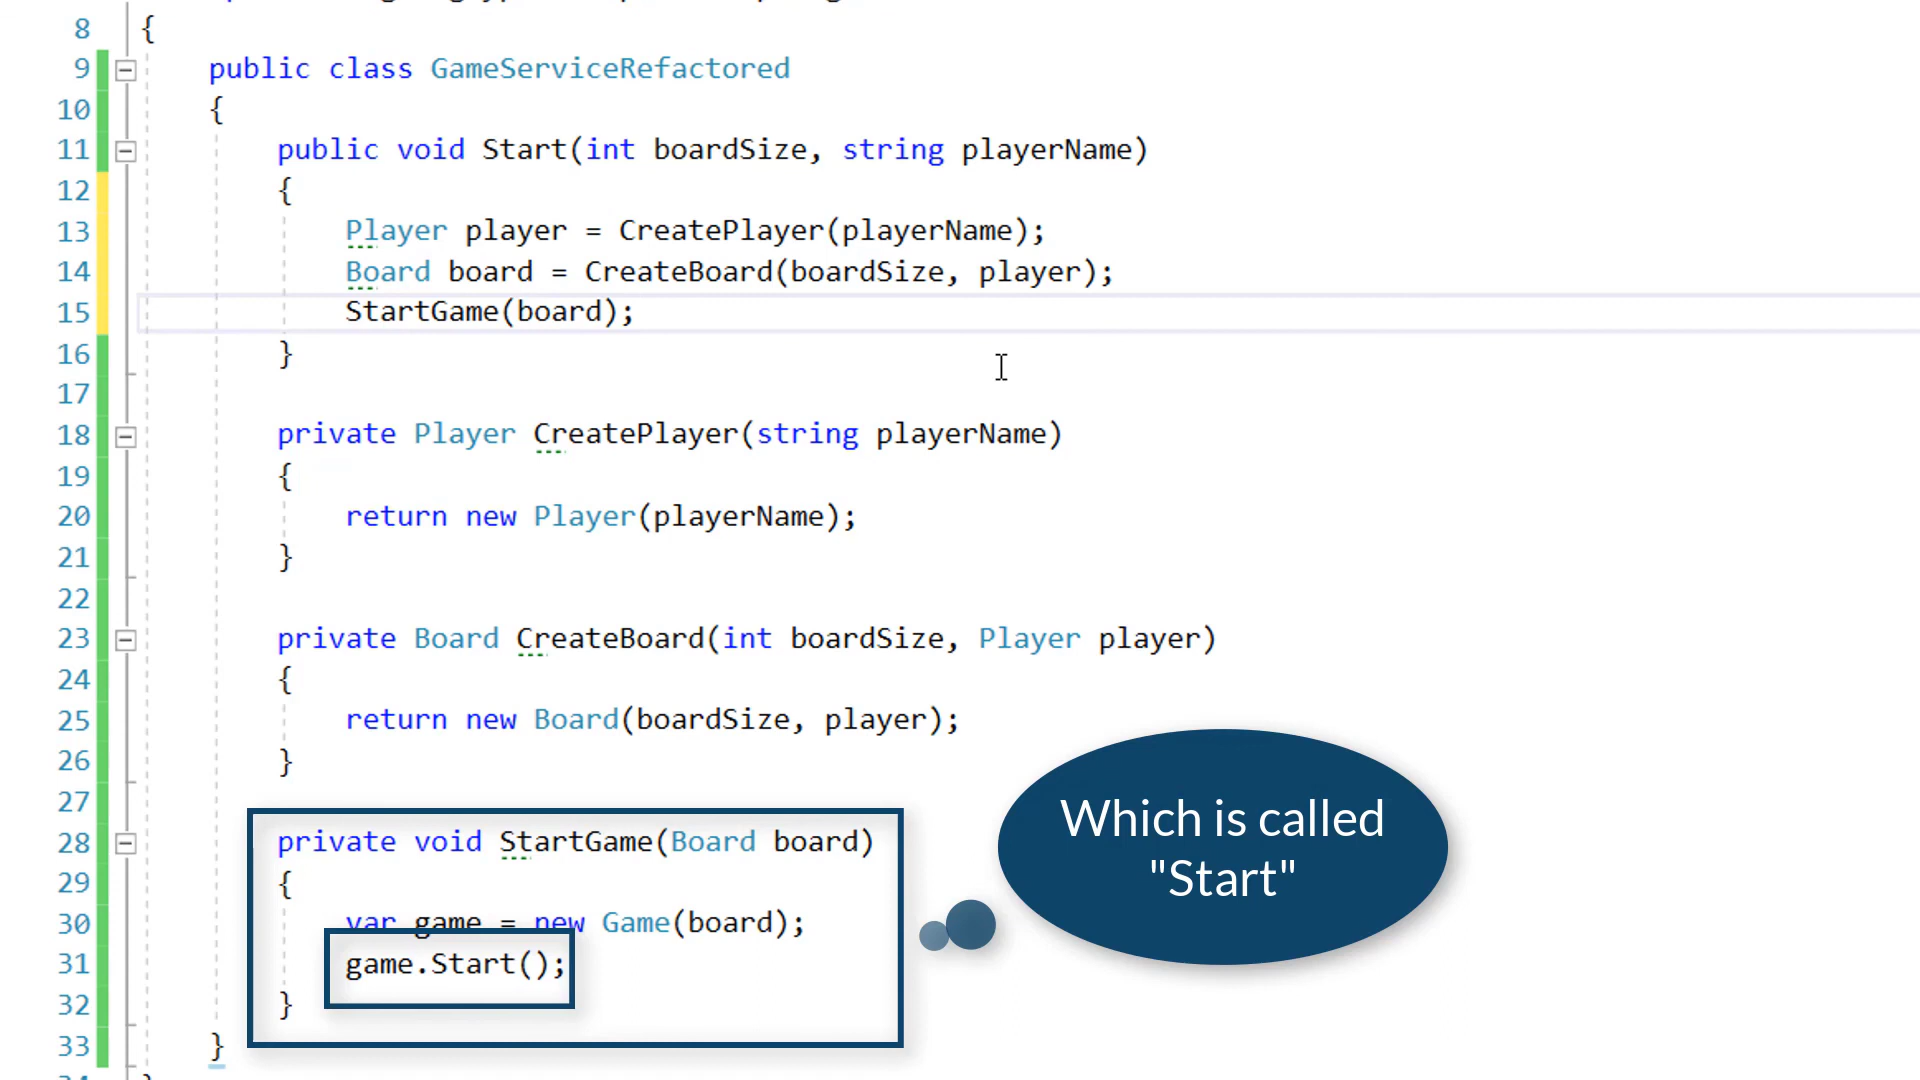 8 {
9 public class GameServiceRefactored
10 {
11 public void Start(int boardSize, string playerName)
12 {
13 Player player = CreatePlayer(playerName);
14 Board board = CreateBoard(boardSize, player);
15 StartGame(board);
16 }
17
18 private Player CreatePlayer(string playerName)
19 {
20 return new Player(playerName);
21 }
22
23 private Board CreateBoard(int boardSize, Player player)
24 {
25 return new Board(boardSize, player);
26 }
27
28 private void StartGame(Board board)
29 {
30 var game = new Game(board);
31 game.Start();
32 }
33 }
Which is called
"Start"